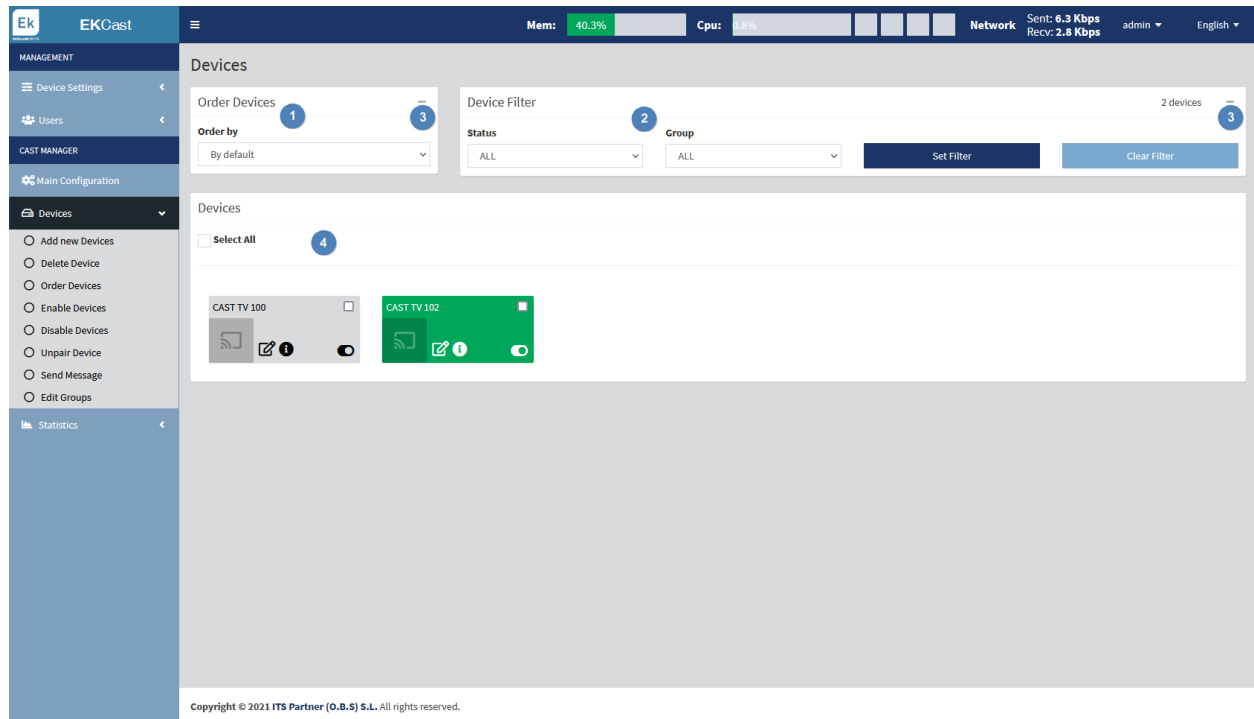 Ek
EKCast
Mem: 40.3%
Cpu: 0.8%
Network
Sent: 6.3 Kbps
Recv: 2.8 Kbps
admin
English
MANAGEMENT
Device Settings
Users
CAST MANAGER
Main Configuration
Devices
Add new Devices
Delete Device
Order Devices
Enable Devices
Disable Devices
Unpair Device
Send Message
Edit Groups
Statistics
Devices
Order Devices
1
3
Order by
By default
Device Filter
2
2 devices
3
Status
Group
ALL
ALL
Set Filter
Clear Filter
Devices
Select All
4
CAST TV 100
CAST TV 102
Copyright © 2021 ITS Partner (O.B.S) S.L. All rights reserved.